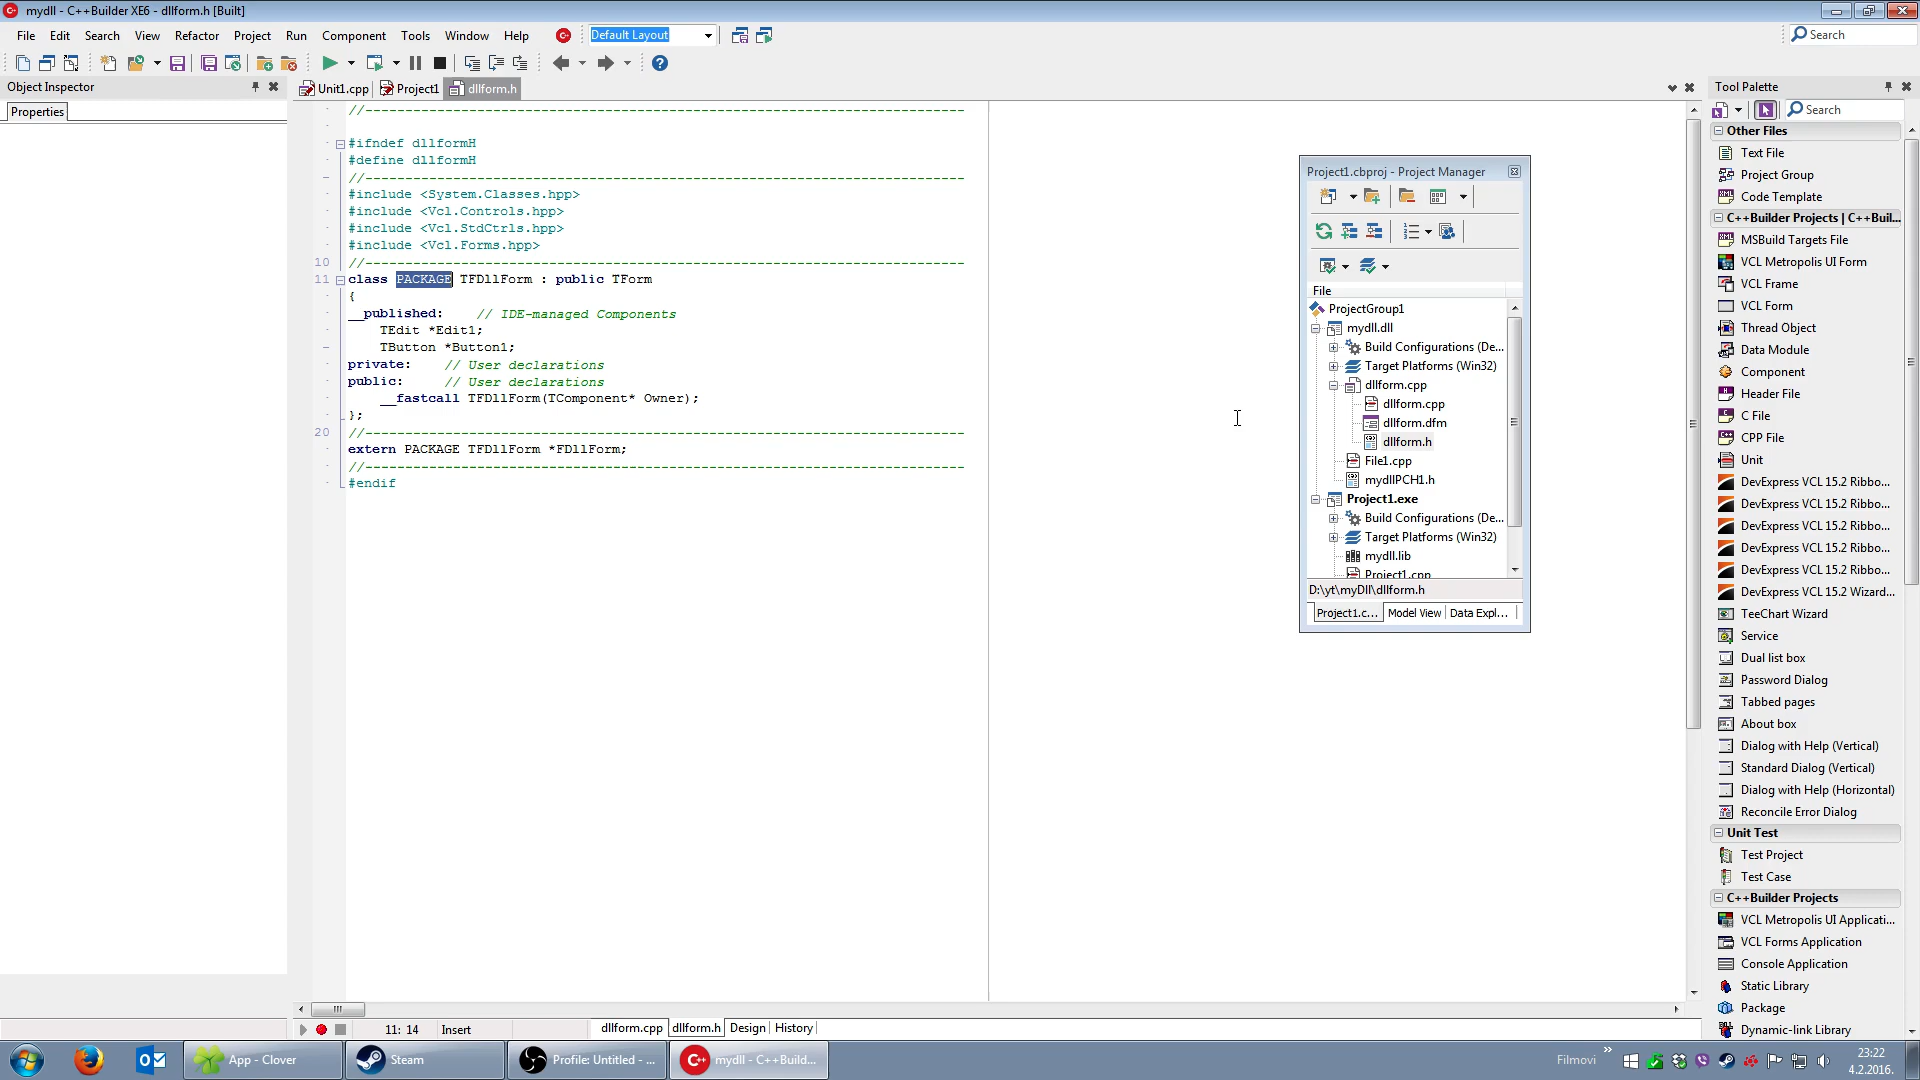 mydll - C++Builder XE6 - dllform.h [Built]
File Edit Search View Refactor Project Run Component Tools Window Help Default Layout Search
Object Inspector
Properties
Unit1.cpp Project1 dllform.h
//---------------------------------------------------------------------------
#ifndef dllformH
#define dllformH
//---------------------------------------------------------------------------
#include <System.Classes.hpp>
#include <Vcl.Controls.hpp>
#include <Vcl.StdCtrls.hpp>
#include <Vcl.Forms.hpp>
10 //---------------------------------------------------------------------------
11 class PACKAGE TFDllForm : public TForm
{
__published: // IDE-managed Components
TEdit *Edit1;
TButton *Button1;
private: // User declarations
public: // User declarations
__fastcall TFDllForm(TComponent* Owner);
};
20 //---------------------------------------------------------------------------
extern PACKAGE TFDllForm *FDllForm;
//---------------------------------------------------------------------------
#endif
11: 14 Insert dllform.cpp dllform.h Design History
Project1.cbproj - Project Manager
File
ProjectGroup1
mydll.dll
Build Configurations (De...
Target Platforms (Win32)
dllform.cpp
dllform.cpp
dllform.dfm
dllform.h
File1.cpp
mydllPCH1.h
Project1.exe
Build Configurations (De...
Target Platforms (Win32)
mydll.lib
Project1.cpp
D:\yt\myDll\dllform.h
Project1.c... Model View Data Expl...
Tool Palette
Search
Other Files
Text File
Project Group
Code Template
C++Builder Projects | C++Buil...
MSBuild Targets File
VCL Metropolis UI Form
VCL Frame
VCL Form
Thread Object
Data Module
Component
Header File
C File
CPP File
Unit
DevExpress VCL 15.2 Ribbo...
DevExpress VCL 15.2 Ribbo...
DevExpress VCL 15.2 Ribbo...
DevExpress VCL 15.2 Ribbo...
DevExpress VCL 15.2 Ribbo...
DevExpress VCL 15.2 Wizard...
TeeChart Wizard
Service
Dual list box
Password Dialog
Tabbed pages
About box
Dialog with Help (Vertical)
Standard Dialog (Vertical)
Dialog with Help (Horizontal)
Reconcile Error Dialog
Unit Test
Test Project
Test Case
C++Builder Projects
VCL Metropolis UI Applicati...
VCL Forms Application
Console Application
Static Library
Package
Dynamic-link Library
App - Clover Steam Profile: Untitled - ... mydll - C++Build... Filmovi 23:22
4.2.2016.